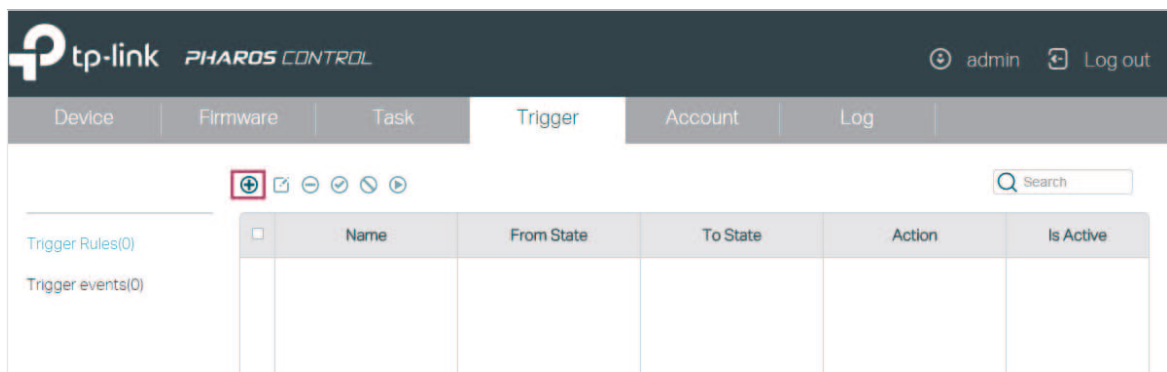 tp-link PHAROS CONTROL admin Log out
Device Firmware Task Trigger Account Log
Search
Name From State To State Action Is Active
Trigger Rules(0)
Trigger events(0)